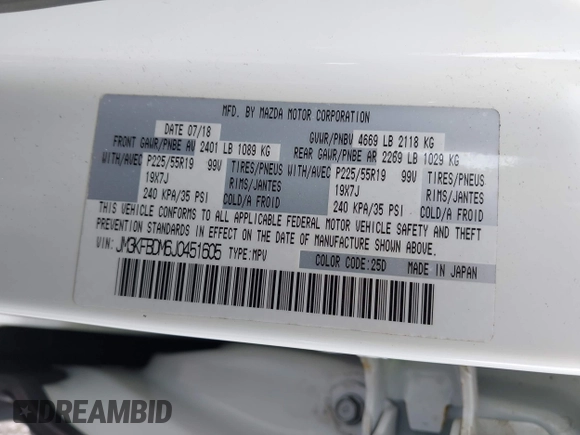 MFD. BY MAZDA MOTOR CORPORATION
DATE 07/18 GVWR/PNBV 4669 LB 2118 KG
FRONT GAWR/PNBE AV 2401 LB 1089 KG REAR GAWR/PNBE AR 2269 LB 1029 KG
WITH/AVEC P225/55R19 99V TIRES/PNEUS WITH/AVEC P225/55R19 99V TIRES/PNEUS
19X7J RIMS/JANTES 19X7J RIMS/JANTES
240 KPA/35 PSI COLD/A FROID 240 KPA/35 PSI COLD/A FROID
THIS VEHICLE CONFORMS TO ALL APPLICABLE FEDERAL MOTOR VEHICLE SAFETY AND THEFT
PREVENTION STANDARDS IN EFFECT ON THE DATE OF MANUFACTURE SHOWN ABOVE.
VIN: JM3KFBDM6J0451605 TYPE:MPV
COLOR CODE:25D MADE IN JAPAN
DREAMBID